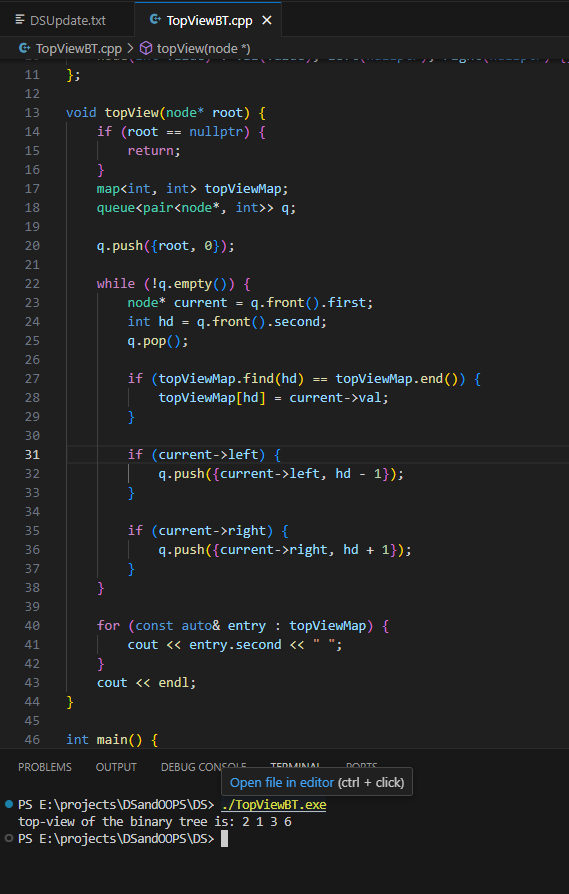 DSUpdate.txt TopViewBT.cpp
TopViewBT.cpp > topView(node *)
11 };
12
13 void topView(node* root) {
14 if (root == nullptr) {
15 return;
16 }
17 map<int, int> topViewMap;
18 queue<pair<node*, int>> q;
19
20 q.push({root, 0});
21
22 while (!q.empty()) {
23 node* current = q.front().first;
24 int hd = q.front().second;
25 q.pop();
26
27 if (topViewMap.find(hd) == topViewMap.end()) {
28 topViewMap[hd] = current->val;
29 }
30
31 if (current->left) {
32 q.push({current->left, hd - 1});
33 }
34
35 if (current->right) {
36 q.push({current->right, hd + 1});
37 }
38 }
39
40 for (const auto& entry : topViewMap) {
41 cout << entry.second << " ";
42 }
43 cout << endl;
44 }
45
46 int main() {
PROBLEMS OUTPUT DEBUG CONSOLE TERMINAL PORTS
Open file in editor (ctrl + click)
PS E:\projects\DSandOOPS\DS> ./TopViewBT.exe
top-view of the binary tree is: 2 1 3 6
PS E:\projects\DSandOOPS\DS>